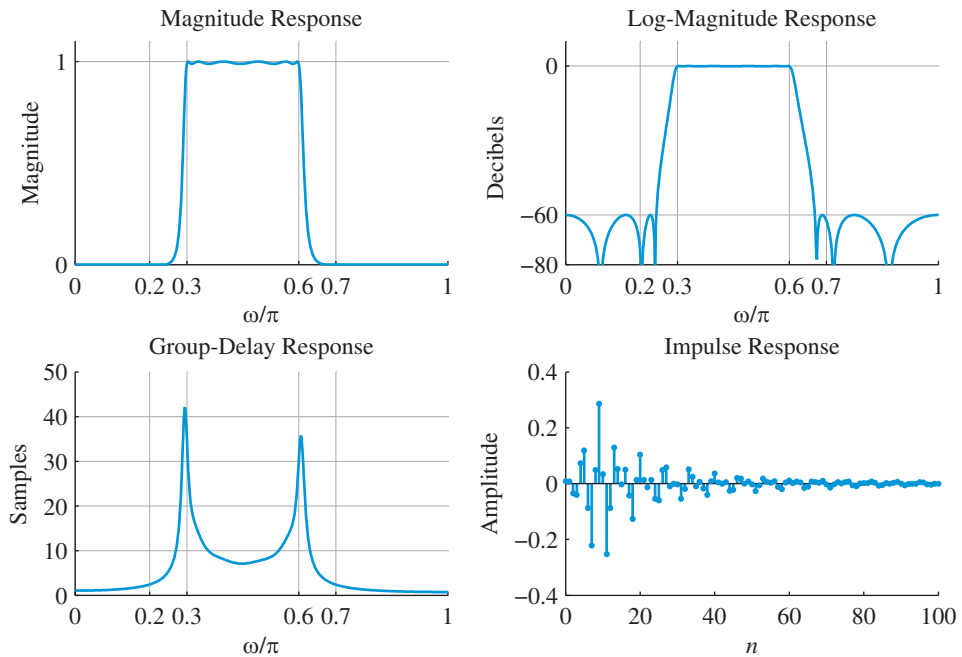 Magnitude Response
Magnitude
1
0
0 0.2 0.3 0.6 0.7 1
ω/π
Log-Magnitude Response
Decibels
0
−60
−80
0 0.2 0.3 0.6 0.7 1
ω/π
Group-Delay Response
Samples
50
40
30
20
10
0
0 0.2 0.3 0.6 0.7 1
ω/π
Impulse Response
Amplitude
0.4
0.2
0
−0.2
−0.4
0 20 40 60 80 100
n